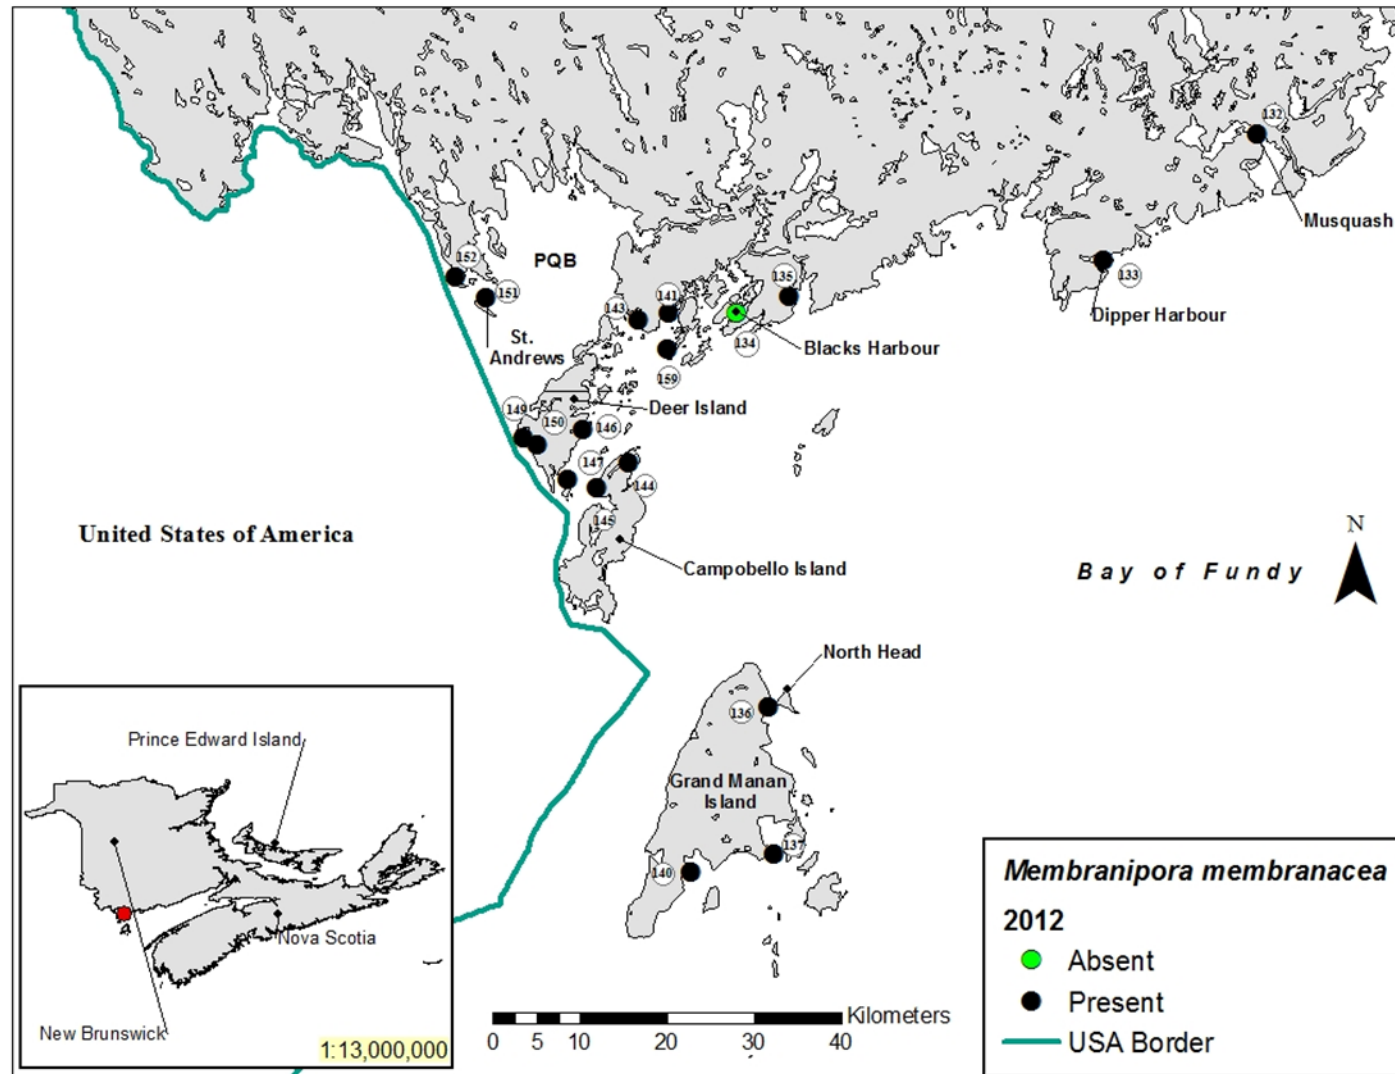 132
Musquash
152
PQB
151
135
133
143
141
Dipper Harbour
St.
Andrews
134
Blacks Harbour
159
149
Deer Island
150
146
147
144
145
United States of America
Campobello Island
Bay of Fundy
N
North Head
136
Grand Manan
Island
137
140
Prince Edward Island
Nova Scotia
New Brunswick
1:13,000,000
Kilometers
0 5 10 20 30 40
Membranipora membranacea
2012
Absent
Present
USA Border